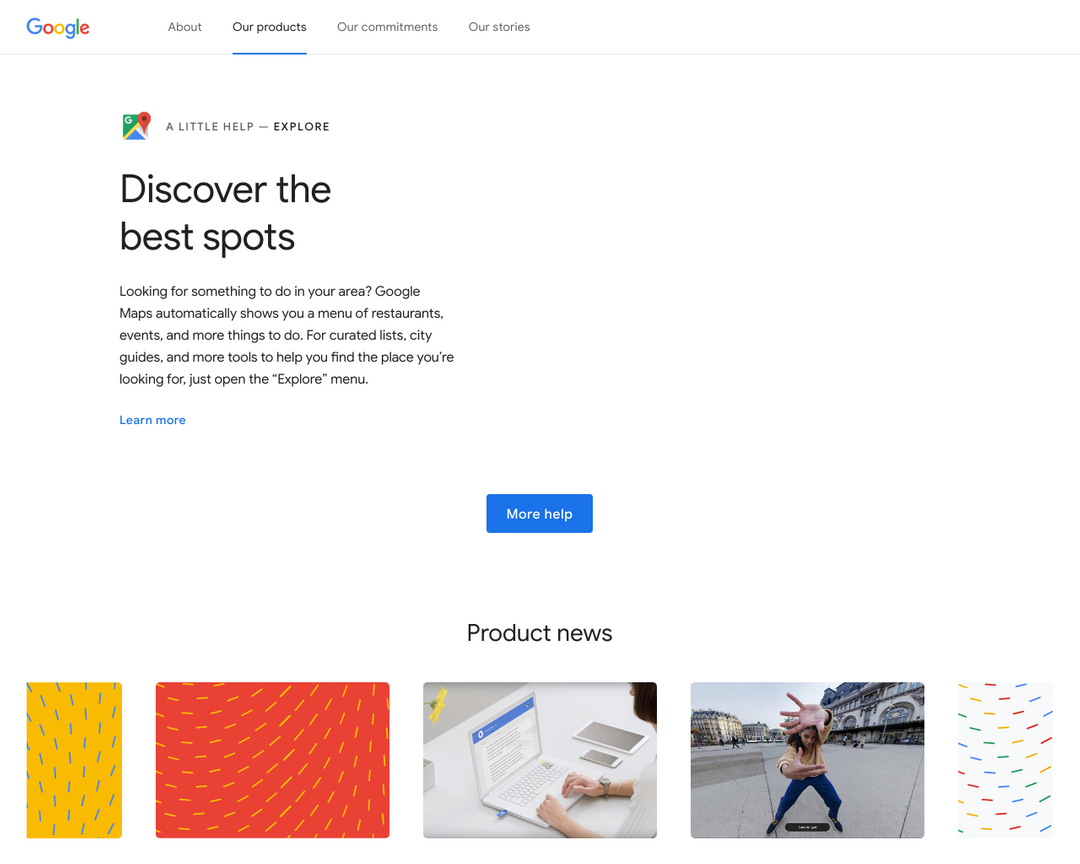 Google
About
Our products
Our commitments
Our stories
G
A LITTLE HELP — EXPLORE
Discover the
best spots
Looking for something to do in your area? Google
Maps automatically shows you a menu of restaurants,
events, and more things to do. For curated lists, city
guides, and more tools to help you find the place you’re
looking for, just open the “Explore” menu.
Learn more
More help
Product news